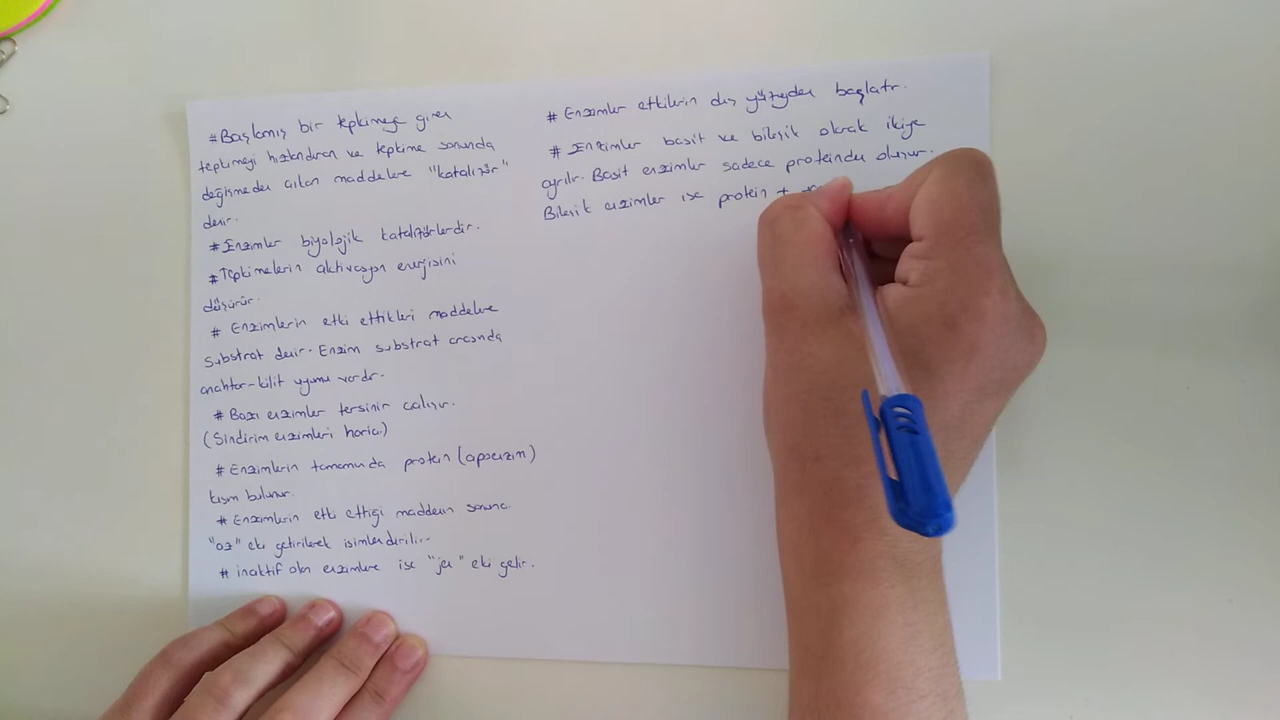 #Başlamış bir tepkimeye giren
tepkimeyi hızlandıran ve tepkime sonunda
değişmeden çıkan maddelere "katalizör"
denir.
#Enzimler biyolojik katalizörlerdir.
#Tepkimelerin aktivasyon enerjisini
düşürür.
# Enzimlerin etki ettikleri maddelere
substrat denir. Enzim substrat arasında
anahtar-kilit uyumu vardır.
# Bazı enzimler tersinir çalışır.
(Sindirim enzimleri hariç)
# Enzimlerin tamamında protein (apoenzim)
kısım bulunur.
# Enzimlerin etki ettiği maddenin sonuna
"az" eki getirilerek isimlendirilir.
# inaktif olan enzimlere ise "jen" eki gelir.
# Enzimler etkilerin dış yüzeyden başlatır.
# Enzimler basit ve bileşik olarak ikiye
ayrılır. Basit enzimler sadece proteinden oluşur.
Bileşik enzimler ise protein +